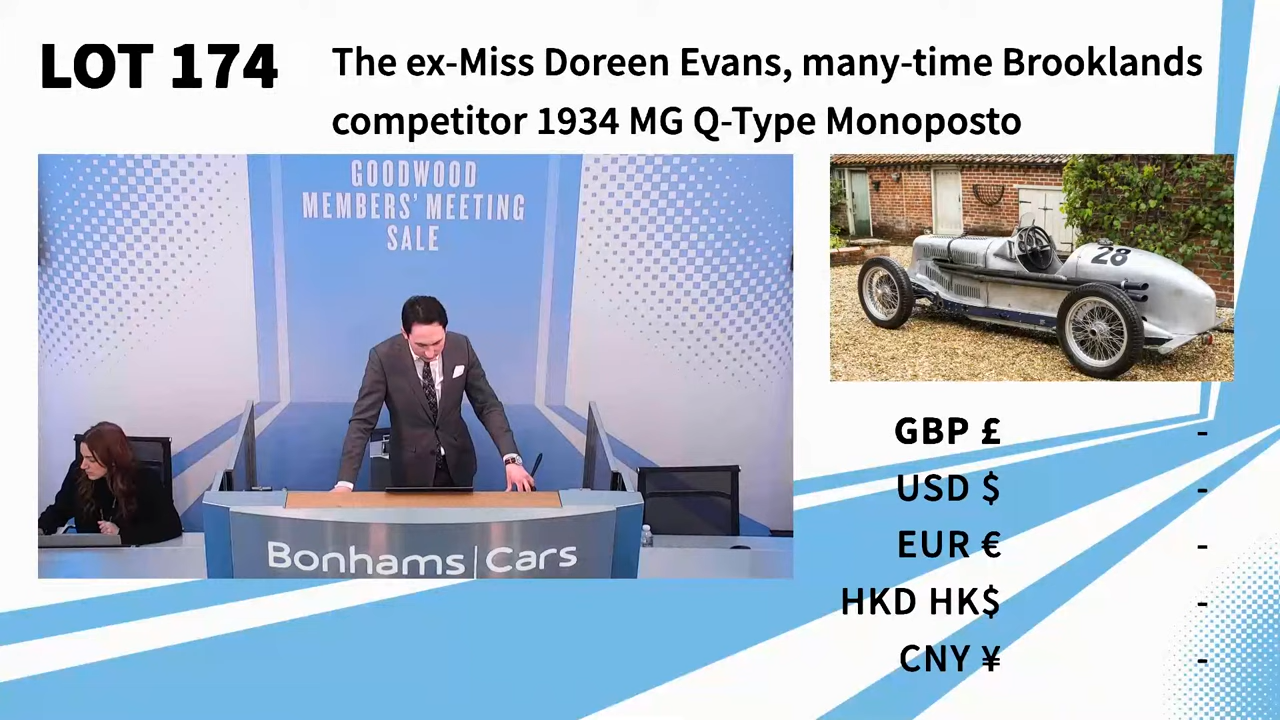 LOT 174
The ex-Miss Doreen Evans, many-time Brooklands
competitor 1934 MG Q-Type Monoposto
GOODWOOD
MEMBERS' MEETING
SALE
Bonhams|Cars
28
GBP £ -
USD $ -
EUR € -
HKD HK$ -
CNY ¥ -